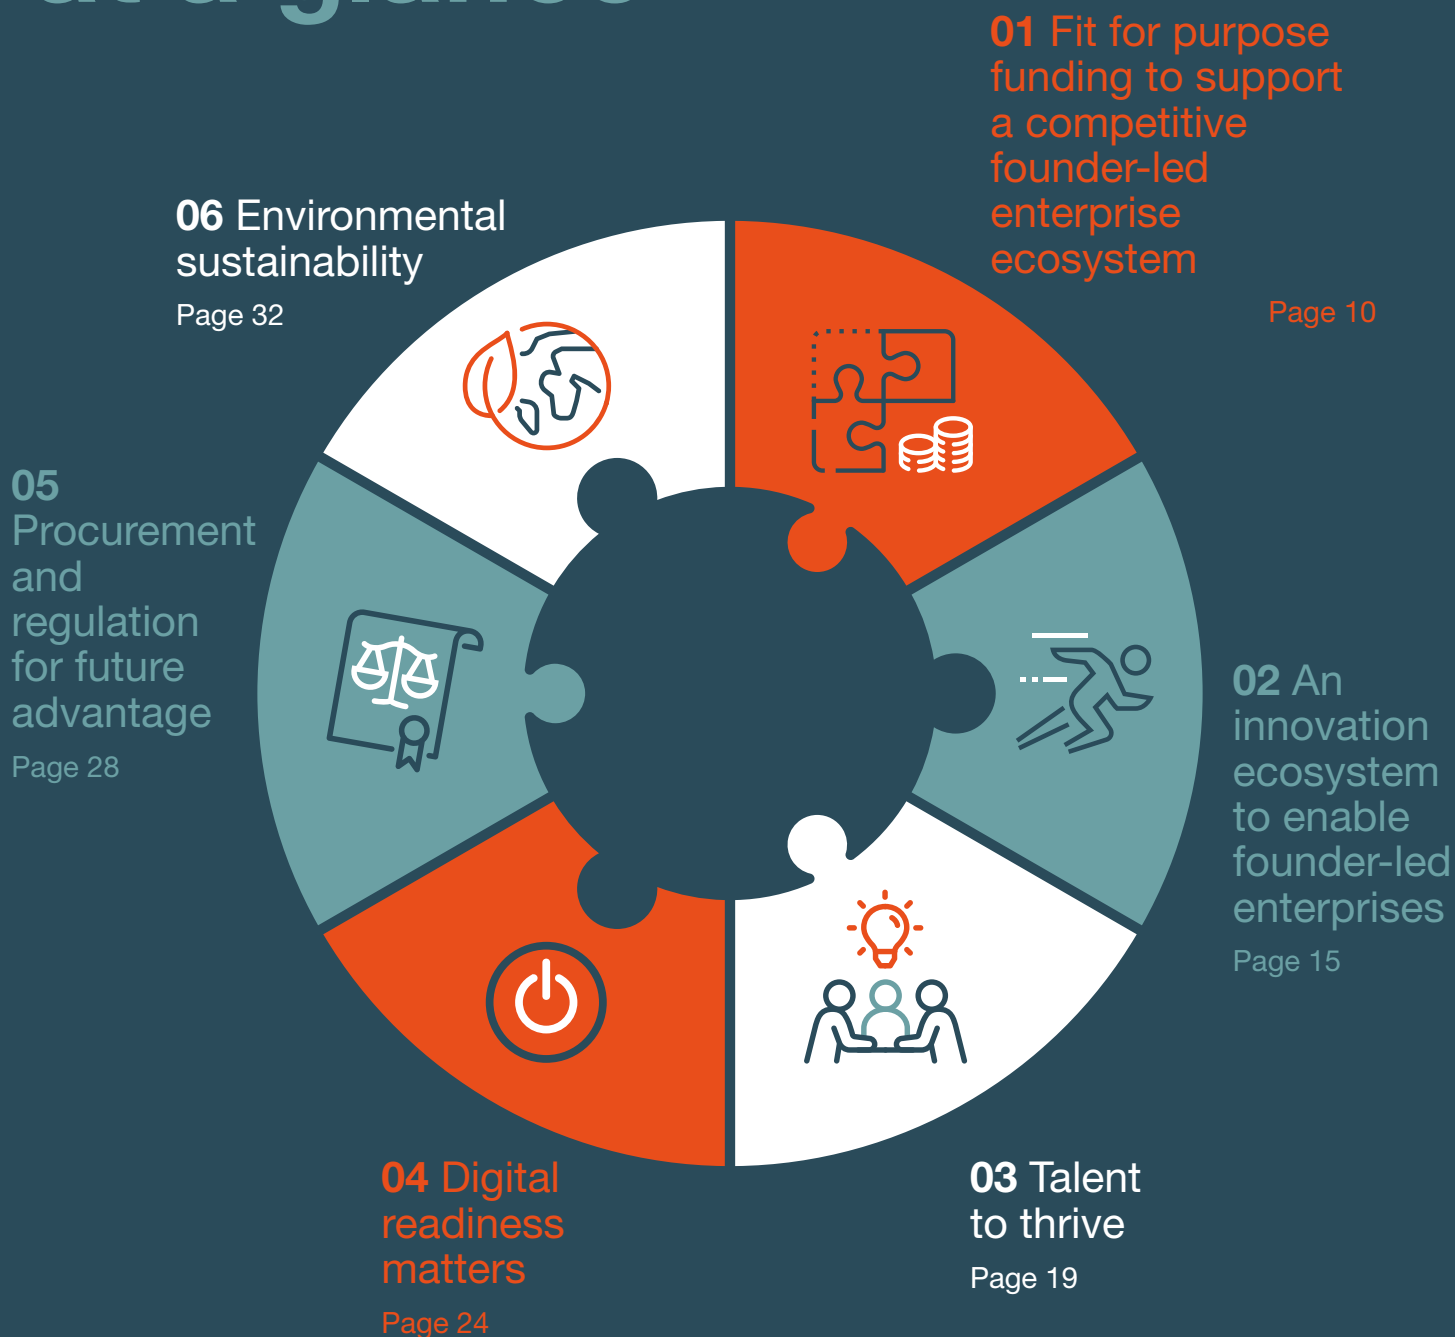 at a glance
01 Fit for purpose
funding to support
a competitive
founder-led
enterprise
ecosystem
Page 10
02 An
innovation
ecosystem
to enable
founder-led
enterprises
Page 15
03 Talent
to thrive
Page 19
04 Digital
readiness
matters
Page 24
05
Procurement
and
regulation
for future
advantage
Page 28
06 Environmental
sustainability
Page 32